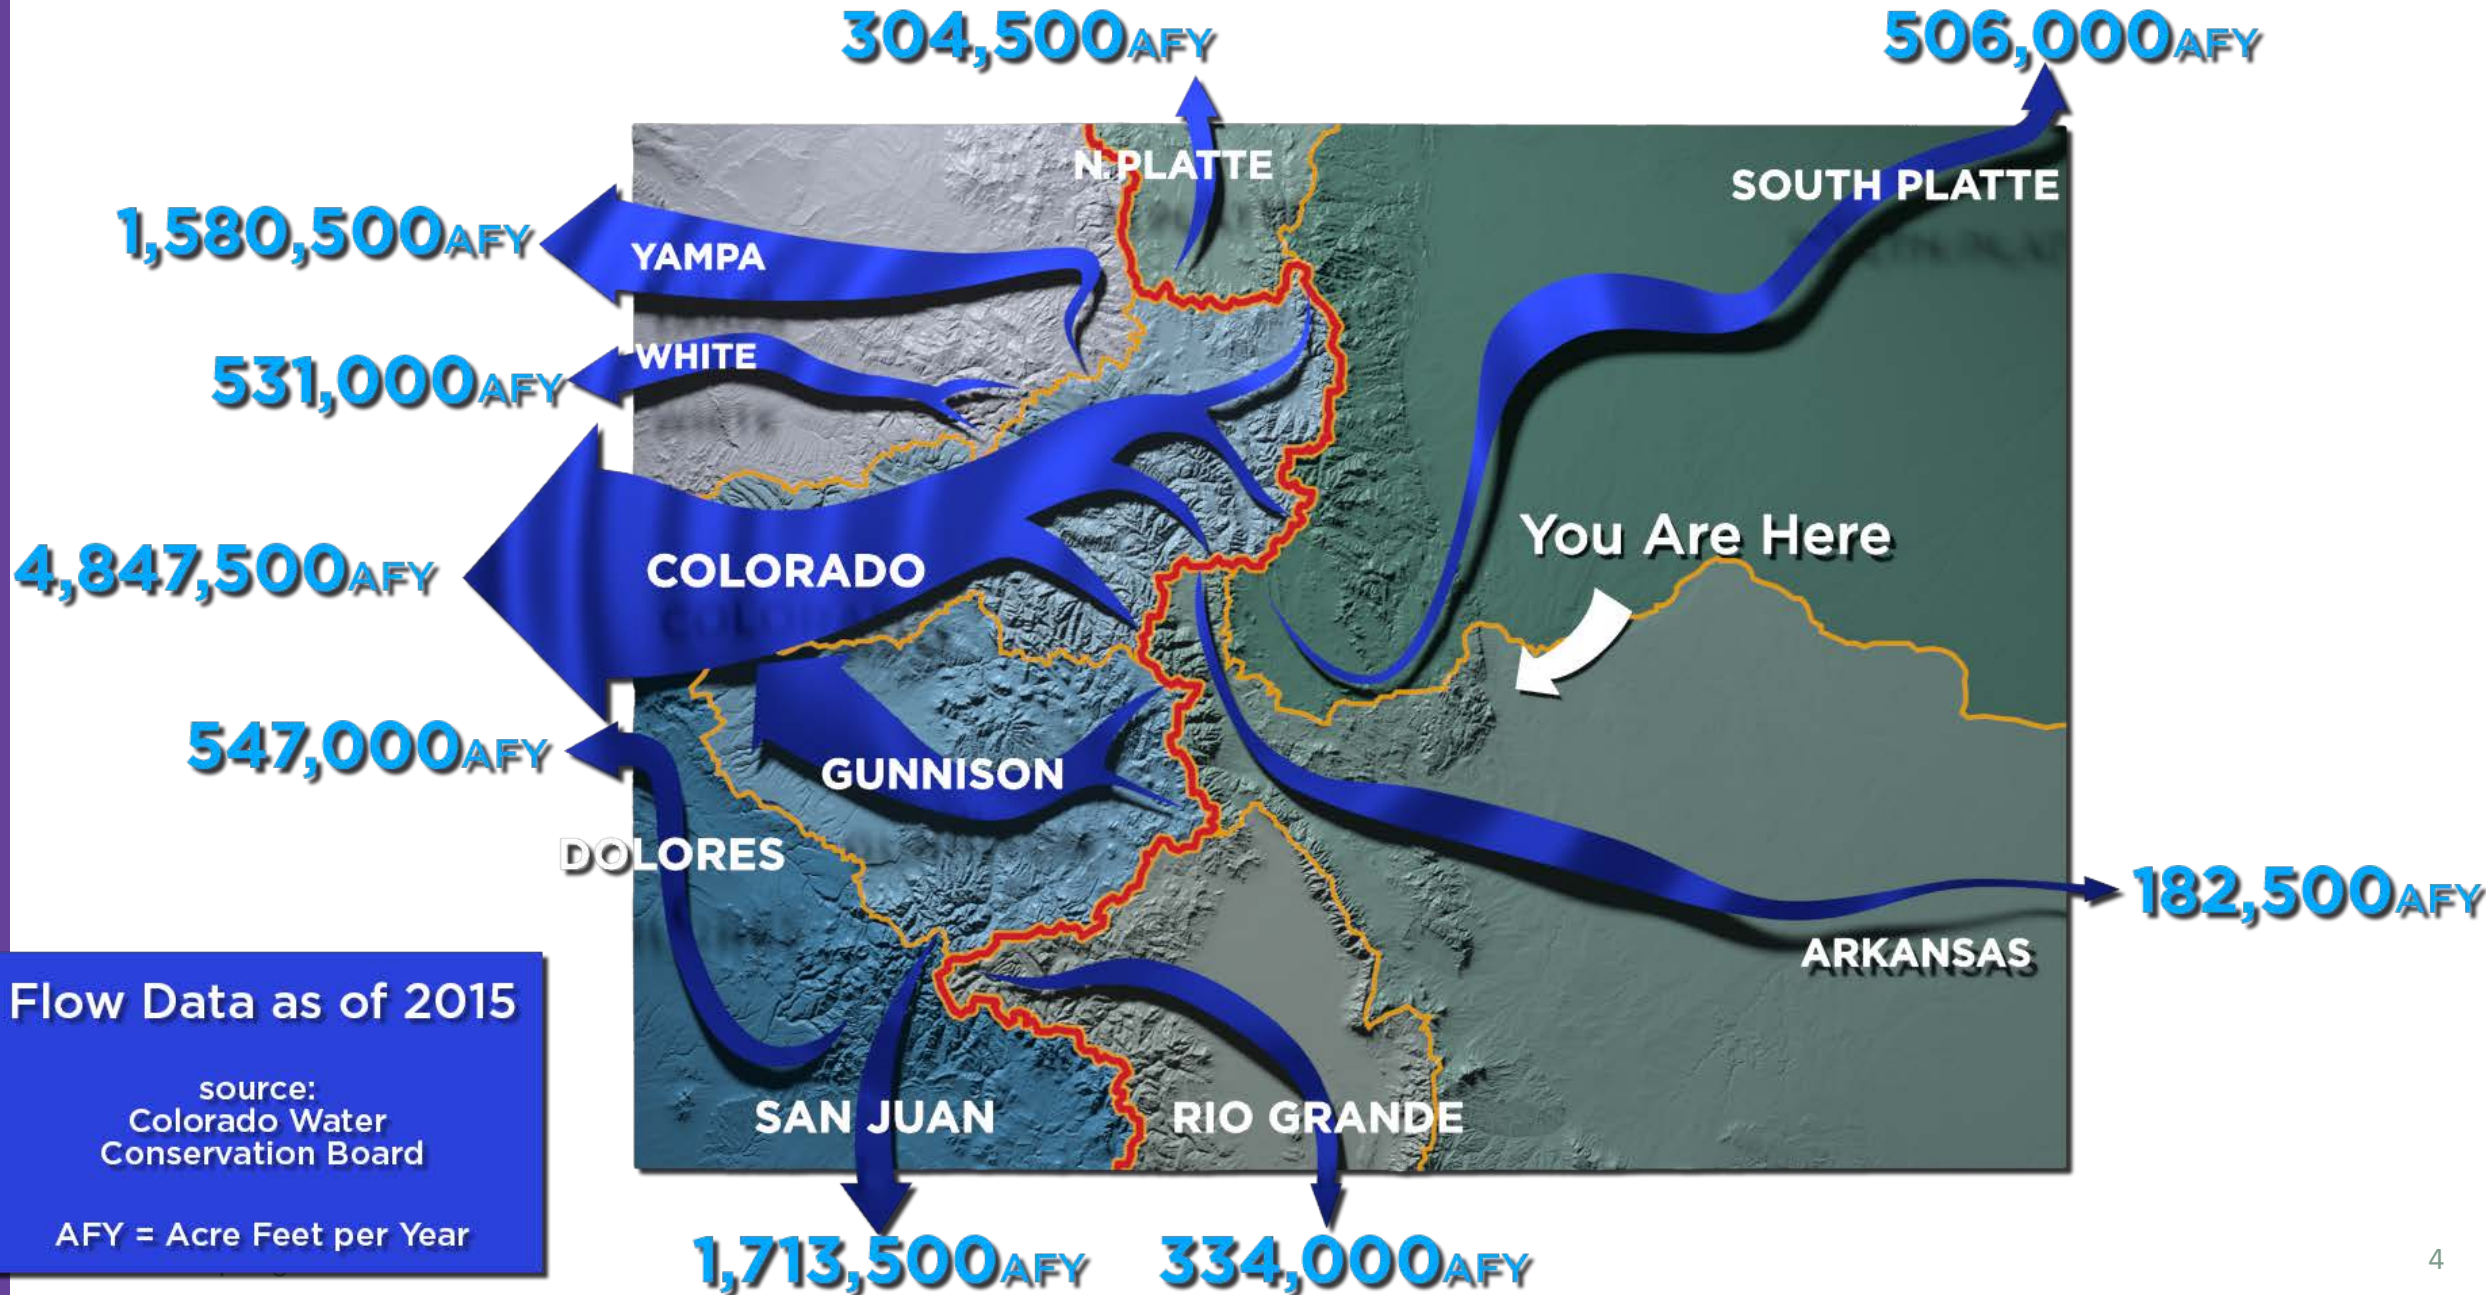 304,500AFY
506,000AFY
N.PLATTE
SOUTH PLATTE
1,580,500AFY
YAMPA
531,000AFY
WHITE
You Are Here
4,847,500AFY
COLORADO
547,000AFY
GUNNISON
DOLORES
182,500AFY
ARKANSAS
Flow Data as of 2015
source:
Colorado Water
Conservation Board
AFY = Acre Feet per Year
SAN JUAN
RIO GRANDE
1,713,500AFY
334,000AFY
4